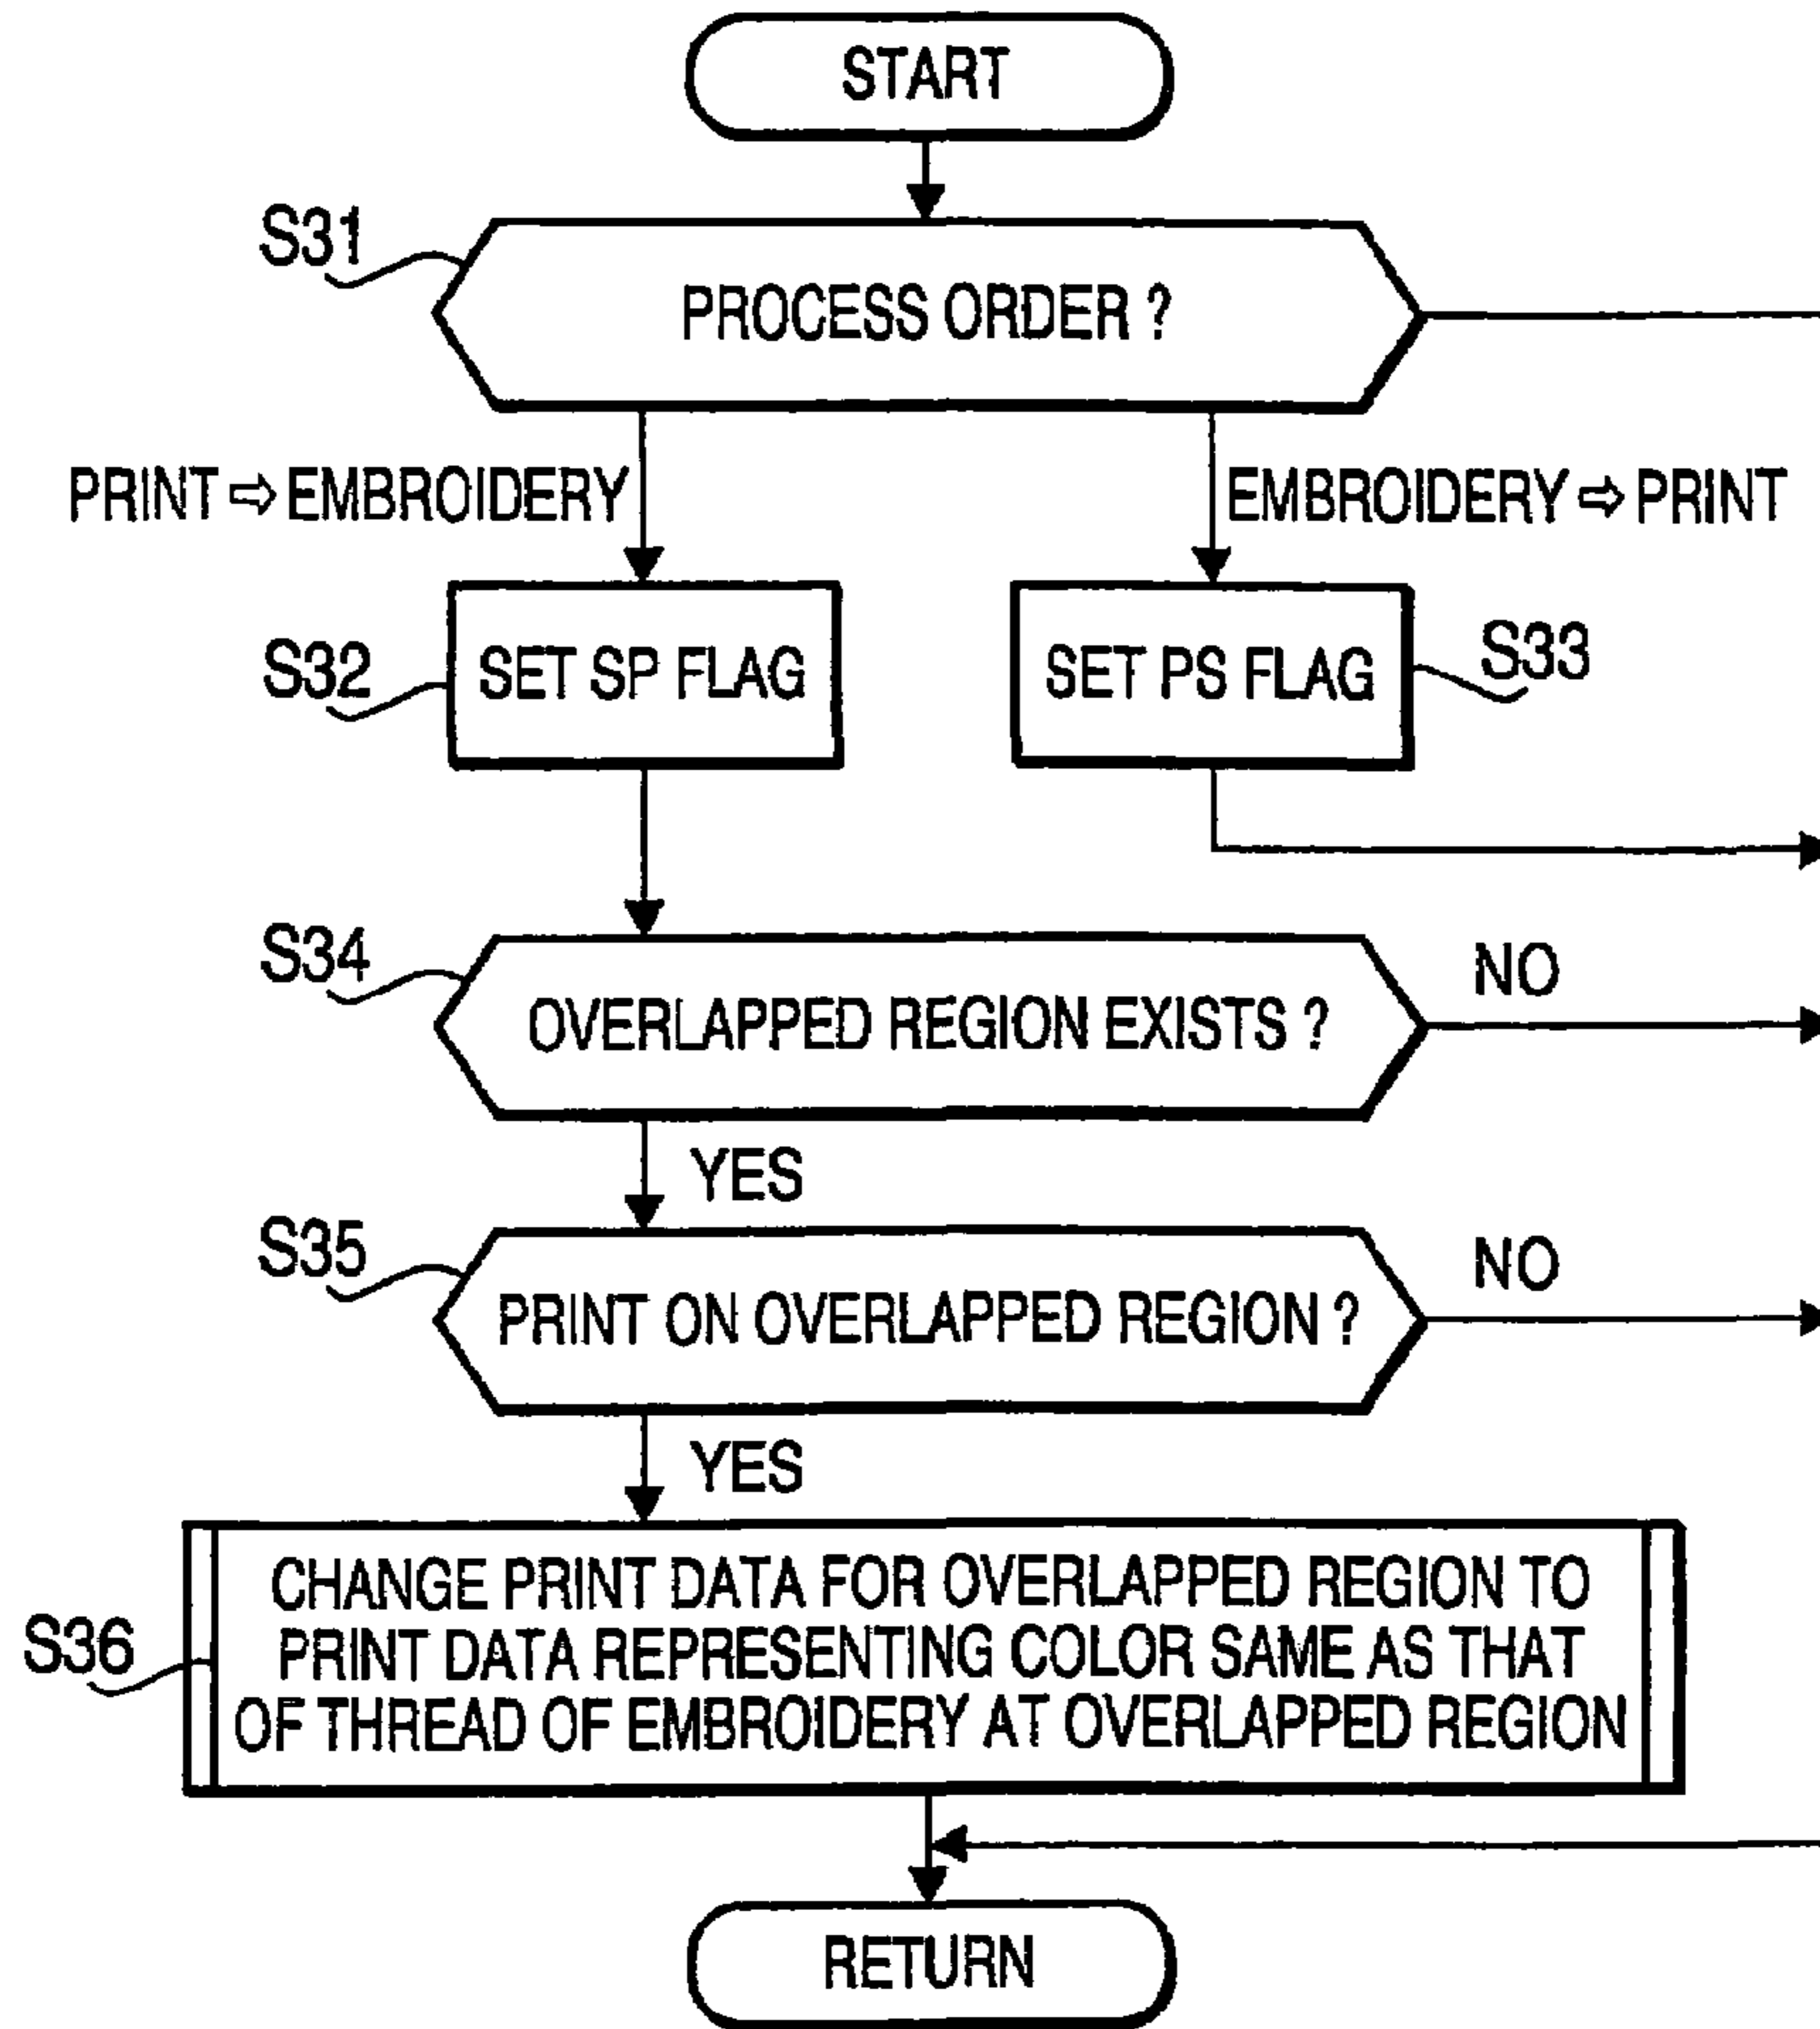 START
S31
PROCESS ORDER ?
PRINT ⇨ EMBROIDERY
EMBROIDERY ⇨ PRINT
S32
SET SP FLAG
SET PS FLAG
S33
S34
OVERLAPPED REGION EXISTS ?
NO
YES
S35
PRINT ON OVERLAPPED REGION ?
NO
YES
S36
CHANGE PRINT DATA FOR OVERLAPPED REGION TO
PRINT DATA REPRESENTING COLOR SAME AS THAT
OF THREAD OF EMBROIDERY AT OVERLAPPED REGION
RETURN